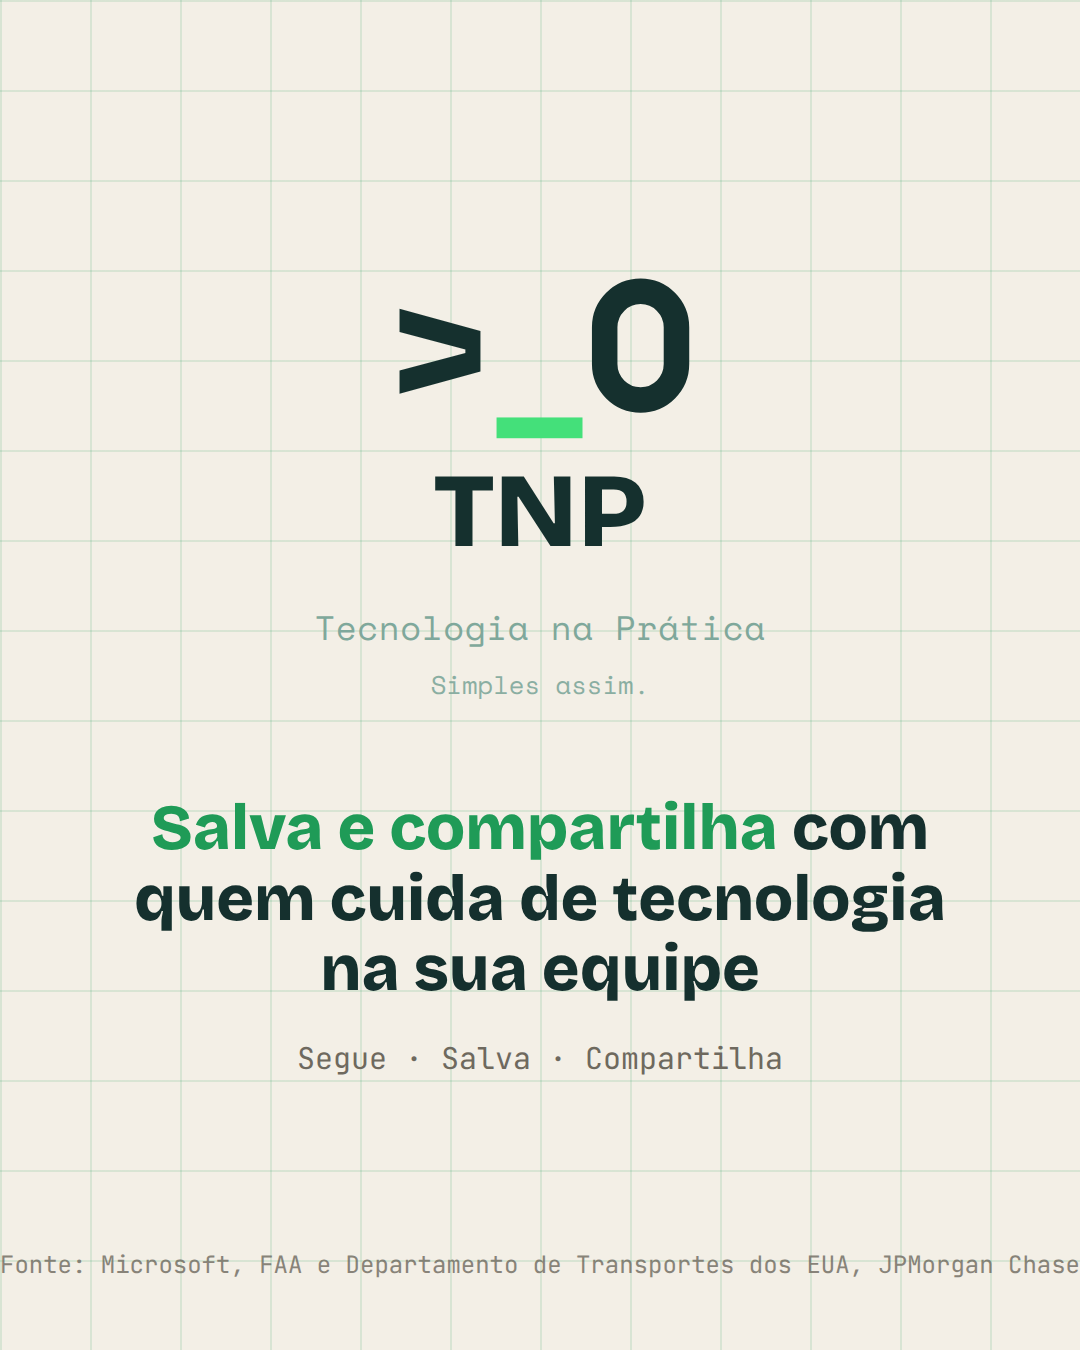 >_0
TNP
Tecnologia na Prática
Simples assim.
Salva e compartilha com
quem cuida de tecnologia
na sua equipe
Segue · Salva · Compartilha
Fonte: Microsoft, FAA e Departamento de Transportes dos EUA, JPMorgan Chase